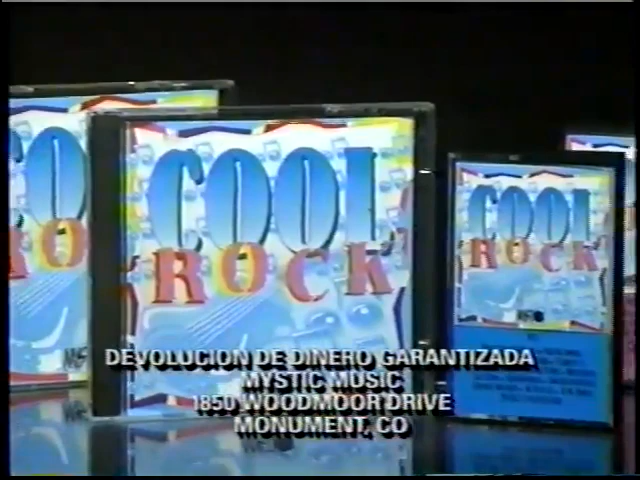 COOL
ROCK
COOL
ROCK
COOL
ROCK
DEVOLUCION DE DINERO GARANTIZADA
MYSTIC MUSIC
1850 WOODMOOR DRIVE
MONUMENT, CO